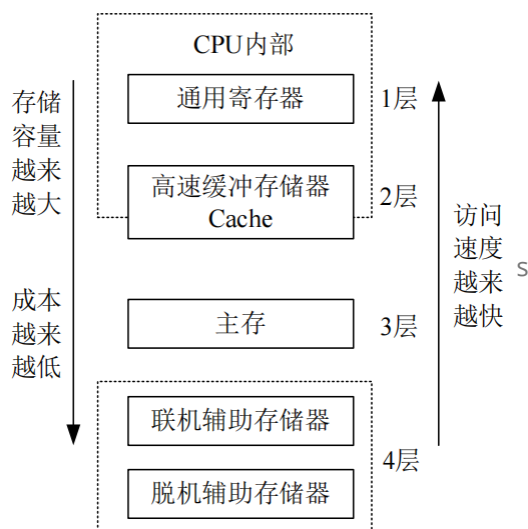 CPU内部
通用寄存器
1层
高速缓冲存储器
Cache
2层
主存
3层
联机辅助存储器
脱机辅助存储器
4层
存储
容量
越来
越大
成本
越来
越低
访问
速度
越来
越快
s